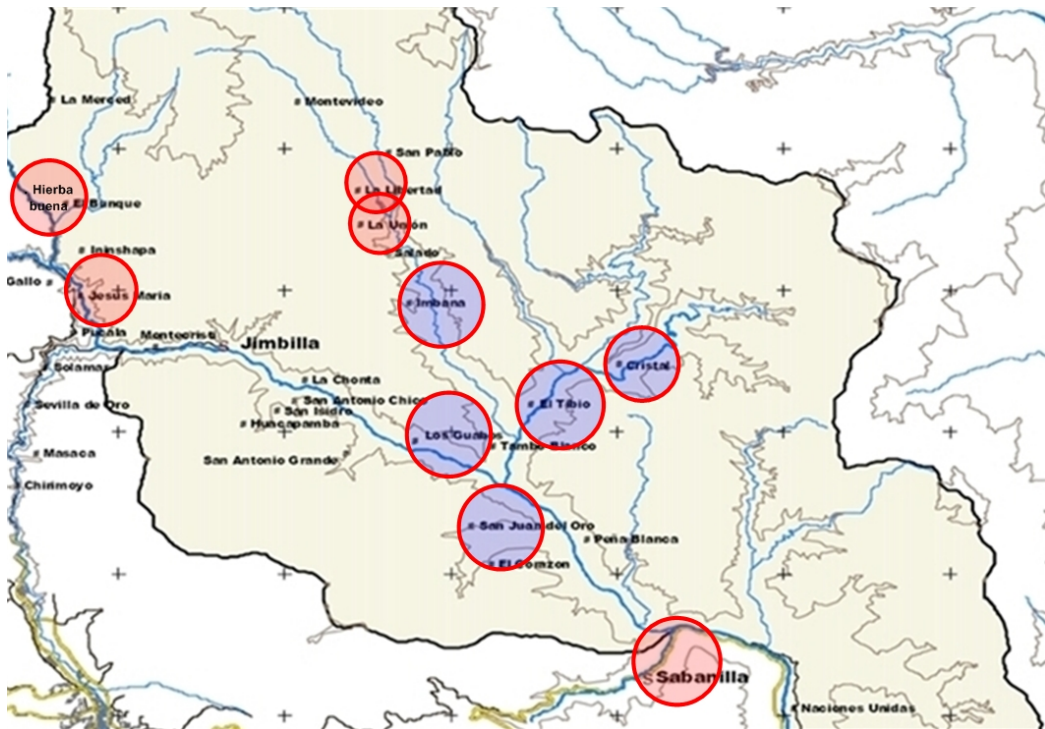 La Merced
Montevideo
San Pablo
Hierba
buena
El Bunque
La Libertad
La Unión
Ininshapa
Salado
Gallo
Jesús María
Imbana
Pucala
Montecristi
Jimbilla
Solamar
Cristal
La Chonta
Sevilla de Oro
San Antonio Chico
San Isidro
El Tibio
Huacapamba
Los Guabos
Tambo Blanco
Masaca
San Antonio Grande
Chirimoyo
San Juan del Oro
Peña Blanca
El Corazon
Sabanilla
Naciones Unidas